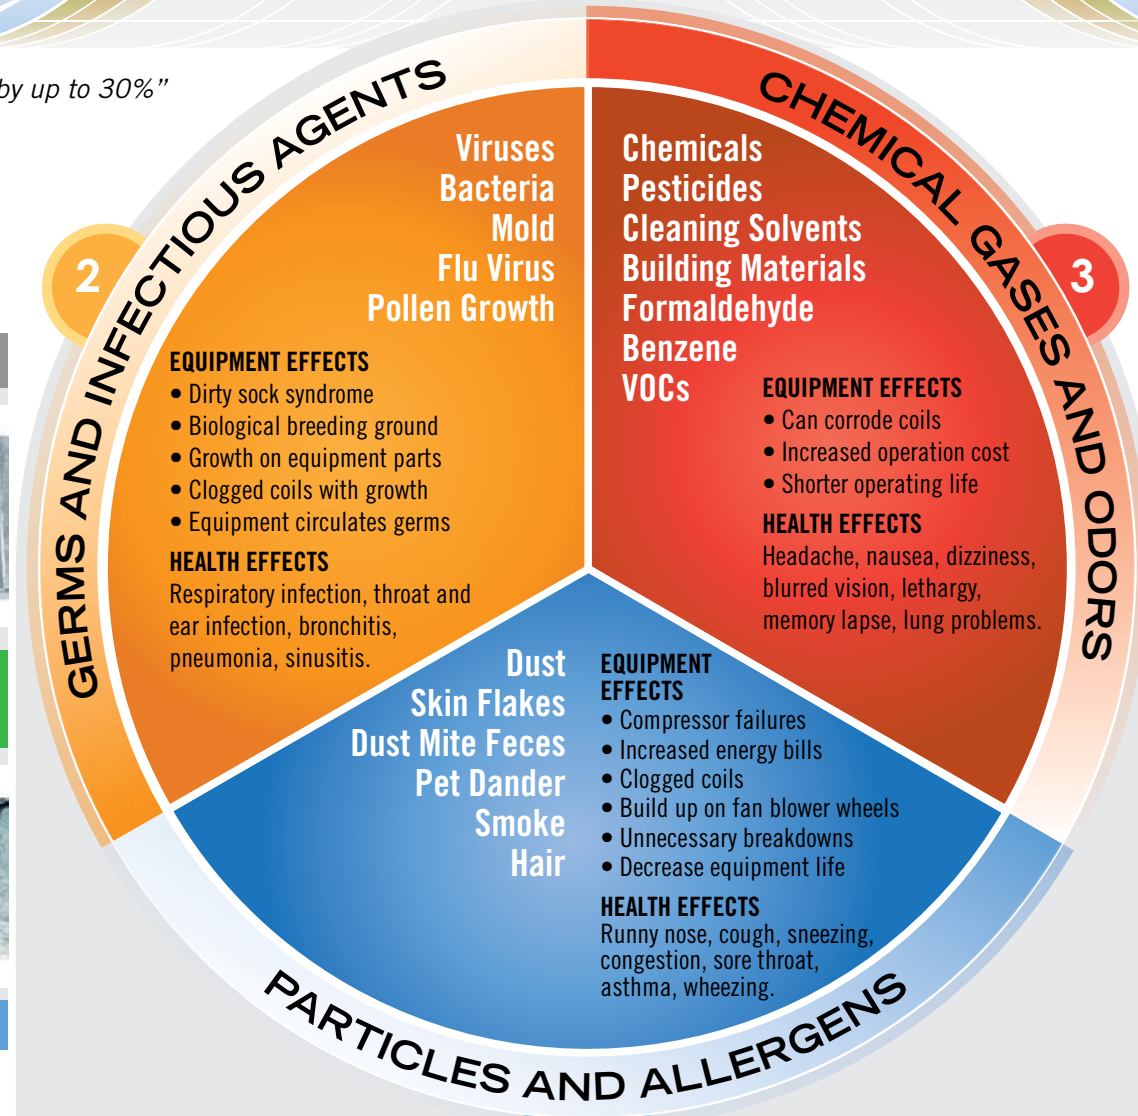 by up to 30%”
GERMS AND INFECTIOUS AGENTS
2
Viruses
Bacteria
Mold
Flu Virus
Pollen Growth
EQUIPMENT EFFECTS
• Dirty sock syndrome
• Biological breeding ground
• Growth on equipment parts
• Clogged coils with growth
• Equipment circulates germs
HEALTH EFFECTS
Respiratory infection, throat and
ear infection, bronchitis,
pneumonia, sinusitis.
CHEMICAL GASES AND ODORS
3
Chemicals
Pesticides
Cleaning Solvents
Building Materials
Formaldehyde
Benzene
VOCs
EQUIPMENT EFFECTS
• Can corrode coils
• Increased operation cost
• Shorter operating life
HEALTH EFFECTS
Headache, nausea, dizziness,
blurred vision, lethargy,
memory lapse, lung problems.
Dust
Skin Flakes
Dust Mite Feces
Pet Dander
Smoke
Hair
EQUIPMENT
EFFECTS
• Compressor failures
• Increased energy bills
• Clogged coils
• Build up on fan blower wheels
• Unnecessary breakdowns
• Decrease equipment life
HEALTH EFFECTS
Runny nose, cough, sneezing,
congestion, sore throat,
asthma, wheezing.
PARTICLES AND ALLERGENS